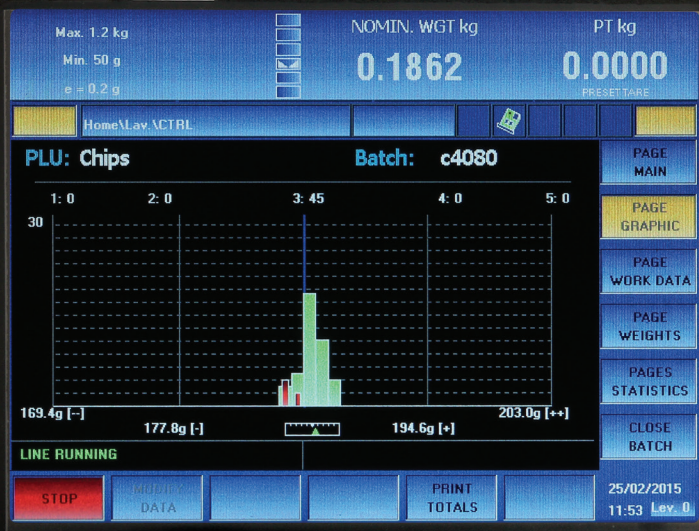 Max. 1.2 kg
Min. 50 g
e = 0.2 g
NOMIN. WGT kg
0.1862
PT kg
0.0000
PRESETTARE
Home\Lav.\CTRL
PLU: Chips
Batch: c4080
1: 0 2: 0 3: 45 4: 0 5: 0
30
169.4g [--]
177.8g [-]
194.6g [+]
203.0g [++]
LINE RUNNING
PAGE
MAIN
PAGE
GRAPHIC
PAGE
WORK DATA
PAGE
WEIGHTS
PAGES
STATISTICS
CLOSE
BATCH
STOP
DATA
PRINT
TOTALS
25/02/2015
11:53 Lev. 0